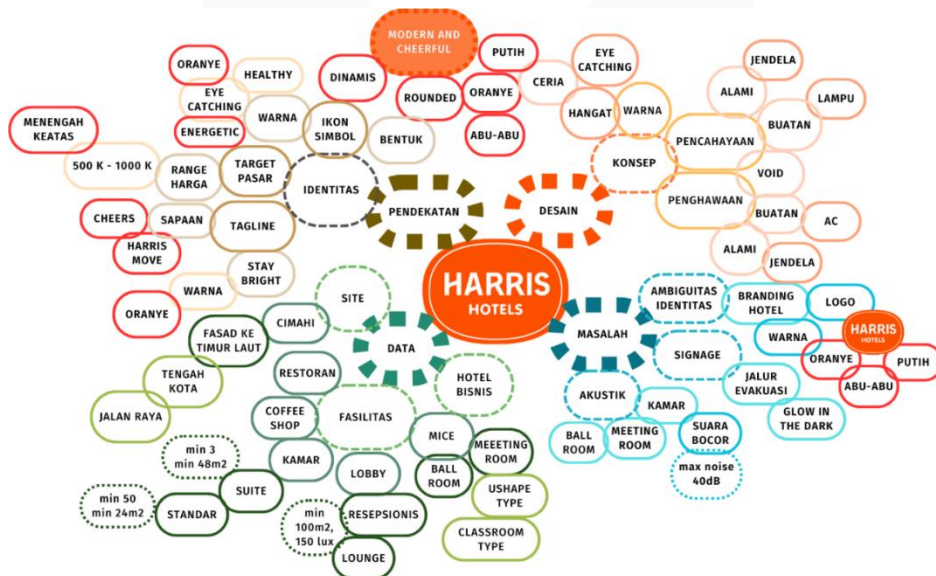 MODERN AND
CHEERFUL
ORANYE
HEALTHY
EYE
CATCHING
ENERGETIC
WARNA
DINAMIS
IKON
SIMBOL
ROUNDED
BENTUK
PUTIH
ORANYE
ABU-ABU
CERIA
EYE
CATCHING
HANGAT
WARNA
KONSEP
PENCAHAYAAN
ALAMI
JENDELA
BUATAN
LAMPU
PENGHAWAAN
VOID
BUATAN
AC
ALAMI
JENDELA
MENENGAH
KEATAS
500 K - 1000 K
RANGE
HARGA
TARGET
PASAR
IDENTITAS
PENDEKATAN
DESAIN
CHEERS
SAPAAN
HARRIS
MOVE
TAGLINE
STAY
BRIGHT
WARNA
ORANYE
HARRIS
HOTELS
SITE
CIMAHI
FASAD KE
TIMUR LAUT
TENGAH
KOTA
JALAN RAYA
DATA
RESTORAN
COFFEE
SHOP
FASILITAS
HOTEL
BISNIS
KAMAR
LOBBY
MICE
MEEETING
ROOM
BALL
ROOM
USHAPE
TYPE
CLASSROOM
TYPE
min 3
min 48m2
SUITE
min 50
min 24m2
STANDAR
min
100m2,
150 lux
RESEPSIONIS
LOUNGE
MASALAH
AMBIGUITAS
IDENTITAS
BRANDING
HOTEL
LOGO
HARRIS
HOTELS
WARNA
ORANYE
PUTIH
ABU-ABU
SIGNAGE
JALUR
EVAKUASI
GLOW IN
THE DARK
AKUSTIK
KAMAR
BALL
ROOM
MEETING
ROOM
SUARA
BOCOR
max noise
40dB